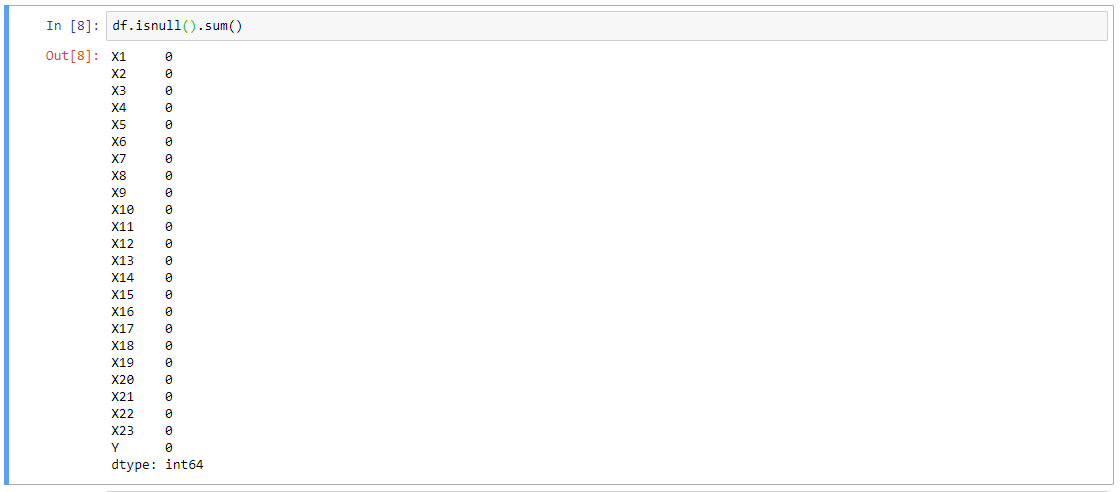 In [8]: df.isnull().sum()
Out[8]: X1 0
X2 0
X3 0
X4 0
X5 0
X6 0
X7 0
X8 0
X9 0
X10 0
X11 0
X12 0
X13 0
X14 0
X15 0
X16 0
X17 0
X18 0
X19 0
X20 0
X21 0
X22 0
X23 0
Y 0
dtype: int64